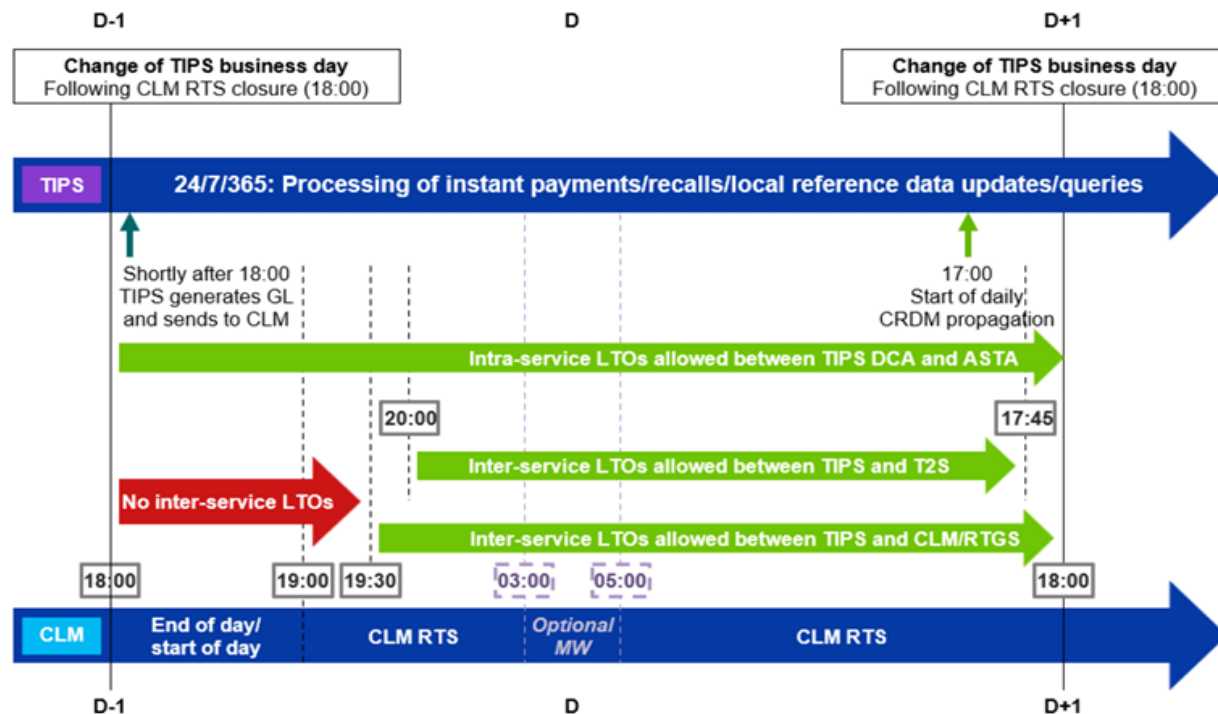 D-1
D
D+1
Change of TIPS business day
Following CLM RTS closure (18:00)
Change of TIPS business day
Following CLM RTS closure (18:00)
TIPS
24/7/365: Processing of instant payments/recalls/local reference data updates/queries
Shortly after 18:00
TIPS generates GL
and sends to CLM
17:00
Start of daily
CRDM propagation
Intra-service LTOs allowed between TIPS DCA and ASTA
20:00
17:45
Inter-service LTOs allowed between TIPS and T2S
No inter-service LTOs
Inter-service LTOs allowed between TIPS and CLM/RTGS
18:00
19:00
19:30
03:00
05:00
18:00
CLM
End of day/
start of day
CLM RTS
Optional
MW
CLM RTS
D-1
D
D+1